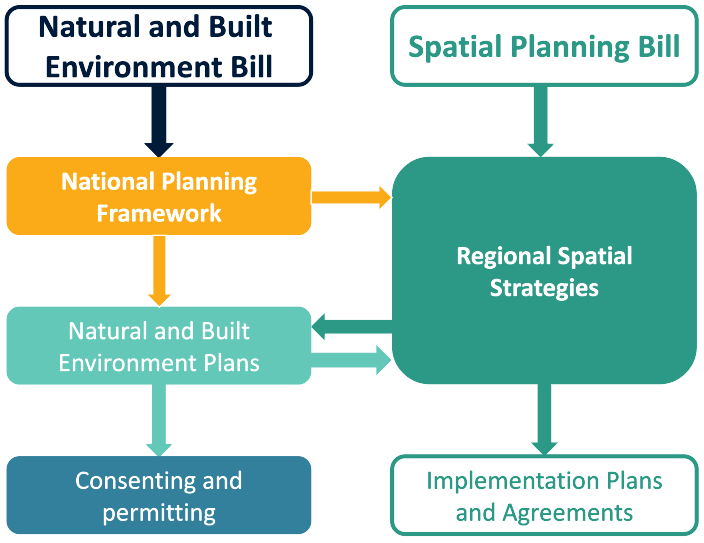 Natural and Built
Environment Bill
Spatial Planning Bill
National Planning
Framework
Regional Spatial
Strategies
Natural and Built
Environment Plans
Consenting and
permitting
Implementation Plans
and Agreements